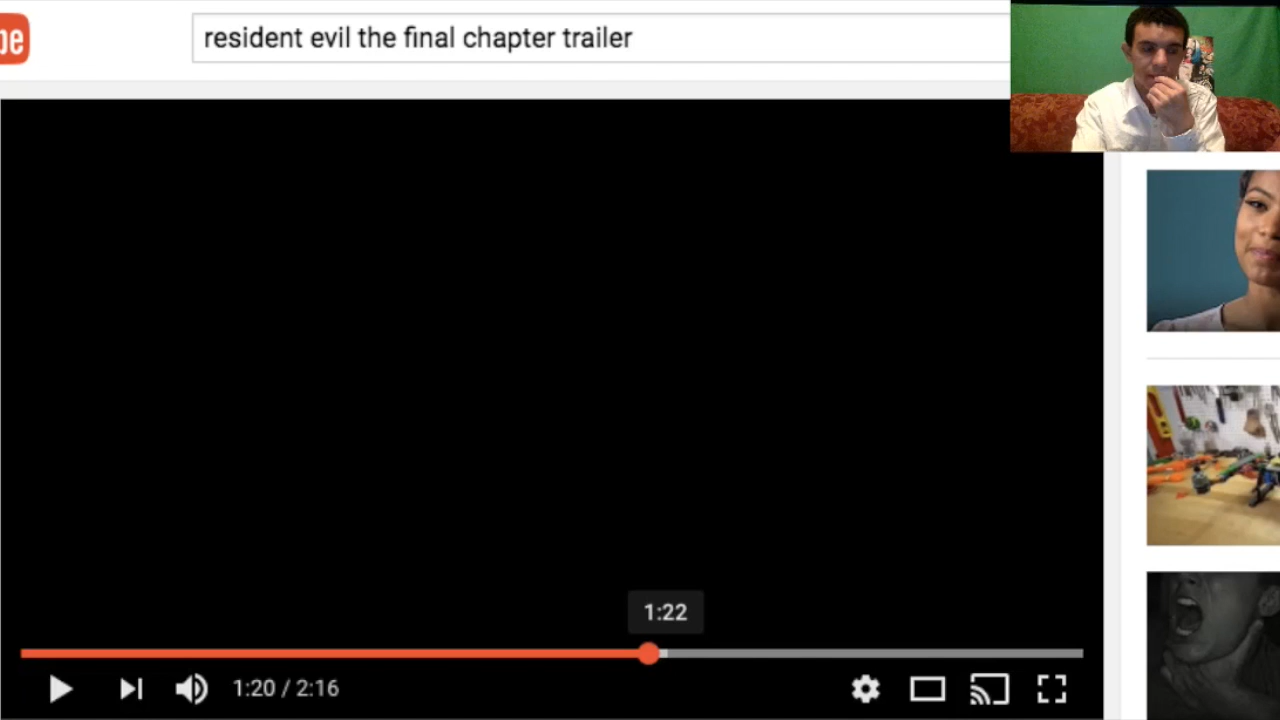 be
resident evil the final chapter trailer
1:22
1:20 / 2:16